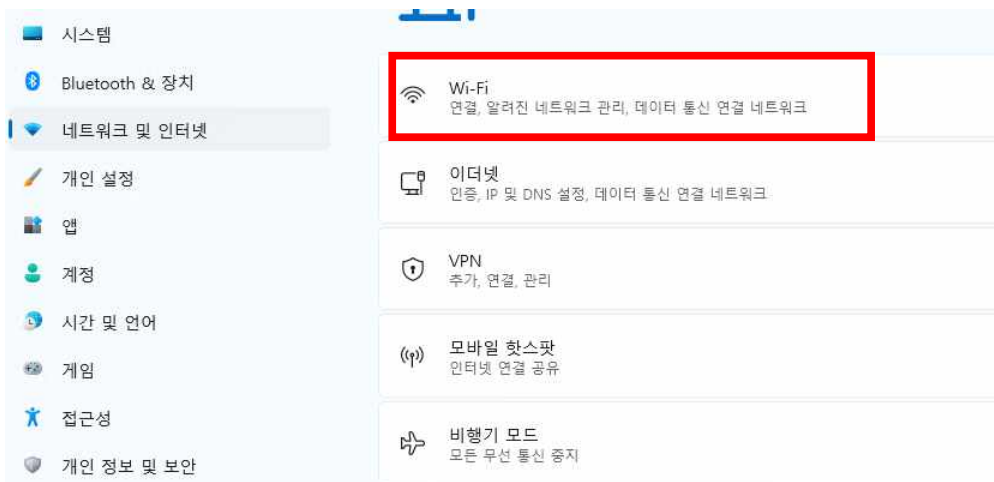 시스템
Bluetooth & 장치
네트워크 및 인터넷
개인 설정
앱
계정
시간 및 언어
게임
접근성
개인 정보 및 보안
Wi-Fi
연결, 알려진 네트워크 관리, 데이터 통신 연결 네트워크
이더넷
인증, IP 및 DNS 설정, 데이터 통신 연결 네트워크
VPN
추가, 연결, 관리
모바일 핫스팟
인터넷 연결 공유
비행기 모드
모든 무선 통신 중지